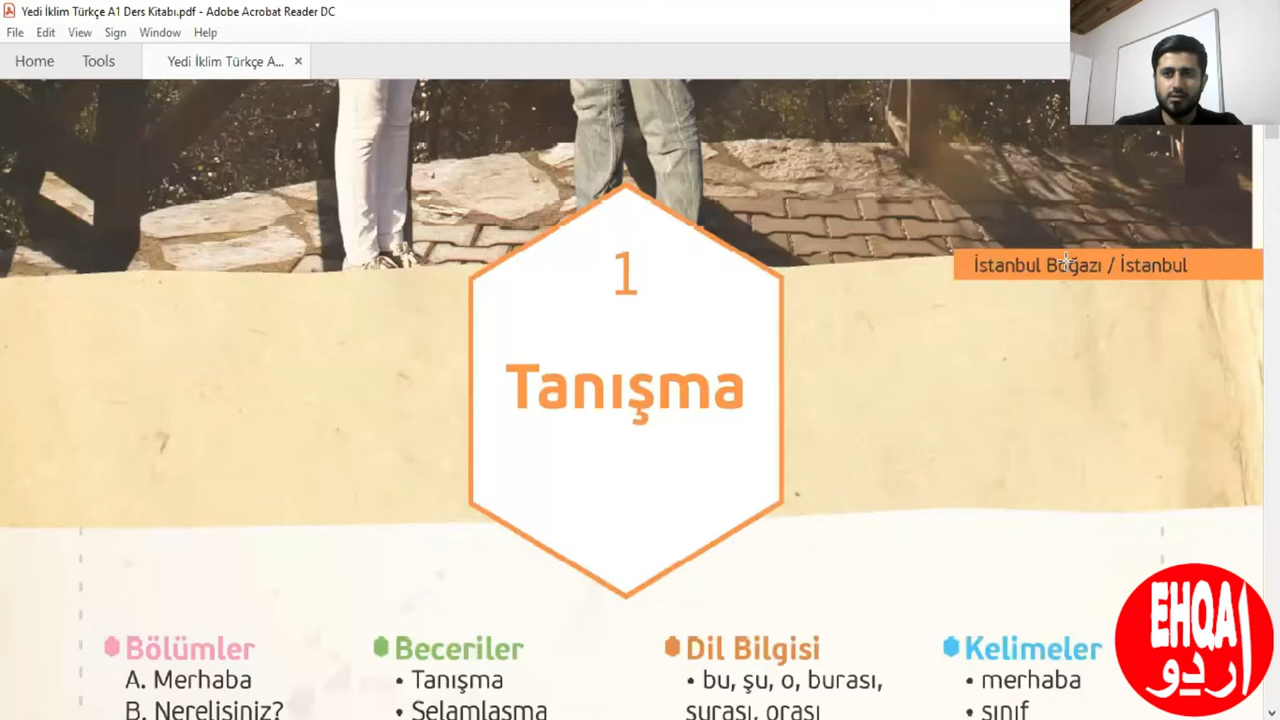 Yedi İklim Türkçe A1 Ders Kitabı.pdf - Adobe Acrobat Reader DC
File Edit View Sign Window Help
Home Tools Yedi İklim Türkçe A... ×
İstanbul Boğazı / İstanbul
1
Tanışma
Bölümler
A. Merhaba
B. Nerelisiniz?
Beceriler
• Tanışma
• Selamlaşma
Dil Bilgisi
• bu, şu, o, burası,
şurası, orası
Kelimeler
• merhaba
• sınıf
EHQA
اردو